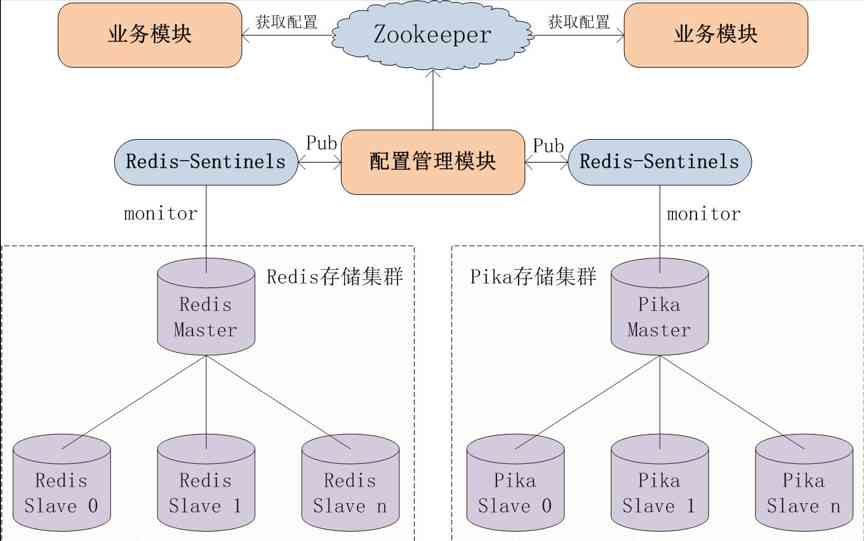 业务模块
获取配置
Zookeeper
获取配置
业务模块
Redis-Sentinels
Pub
配置管理模块
Pub
Redis-Sentinels
monitor
monitor
Redis
Master
Redis存储集群
Pika存储集群
Pika
Master
Redis
Slave 0
Redis
Slave 1
Redis
Slave n
Pika
Slave 0
Pika
Slave 1
Pika
Slave n